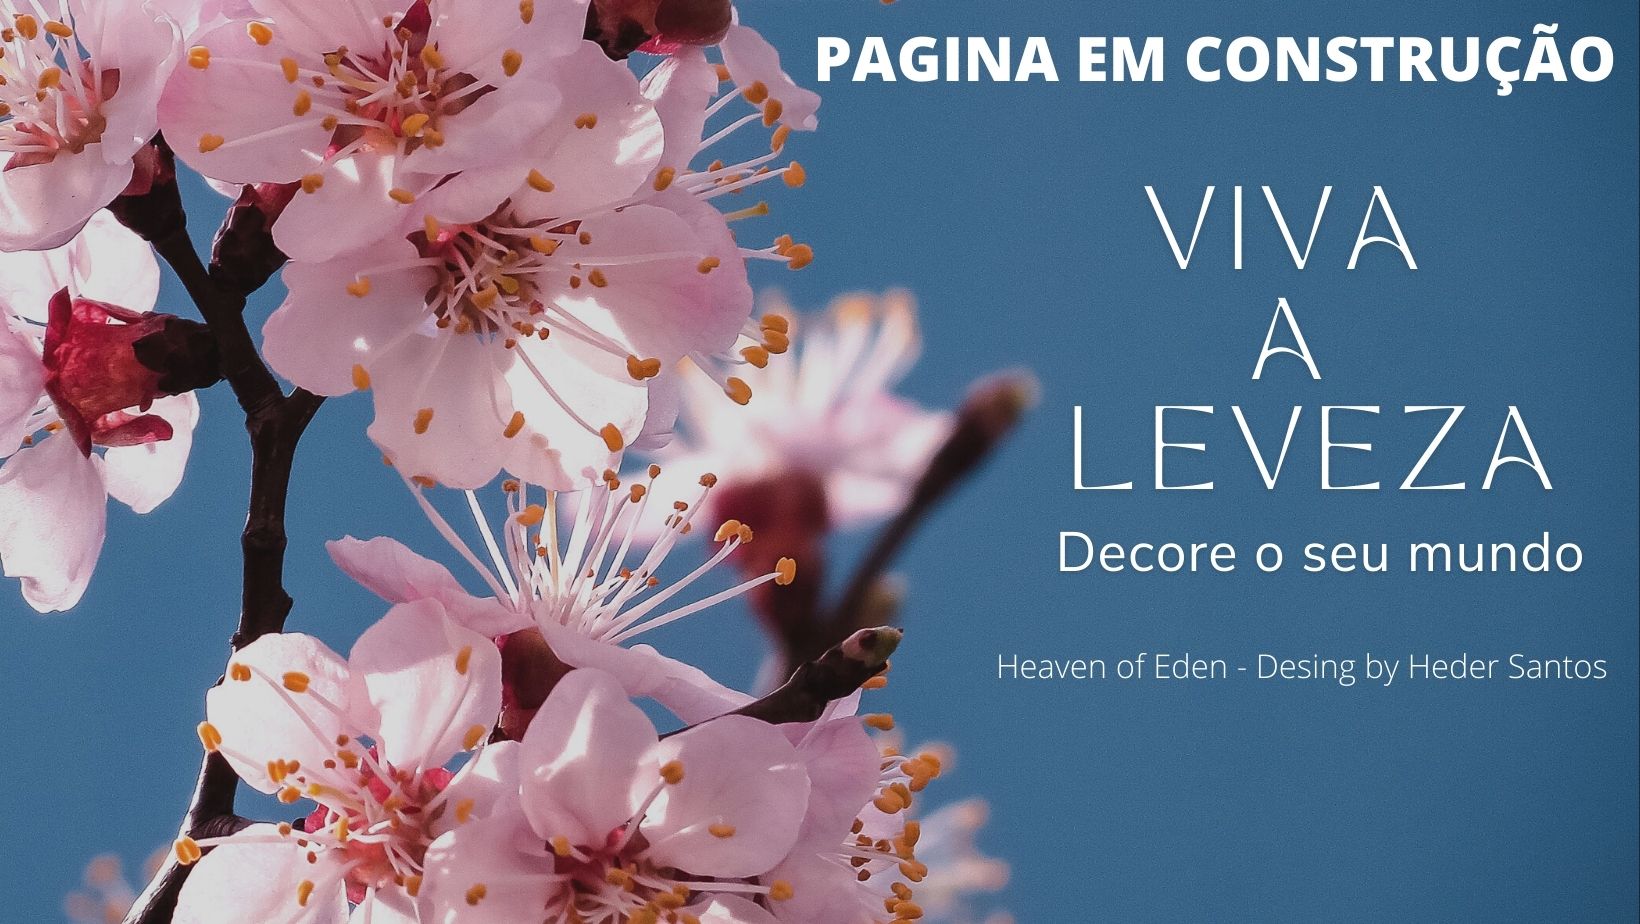 PAGINA EM CONSTRUÇÃO
VIVA
A
LEVEZA
Decore o seu mundo
Heaven of Eden - Desing by Heder Santos